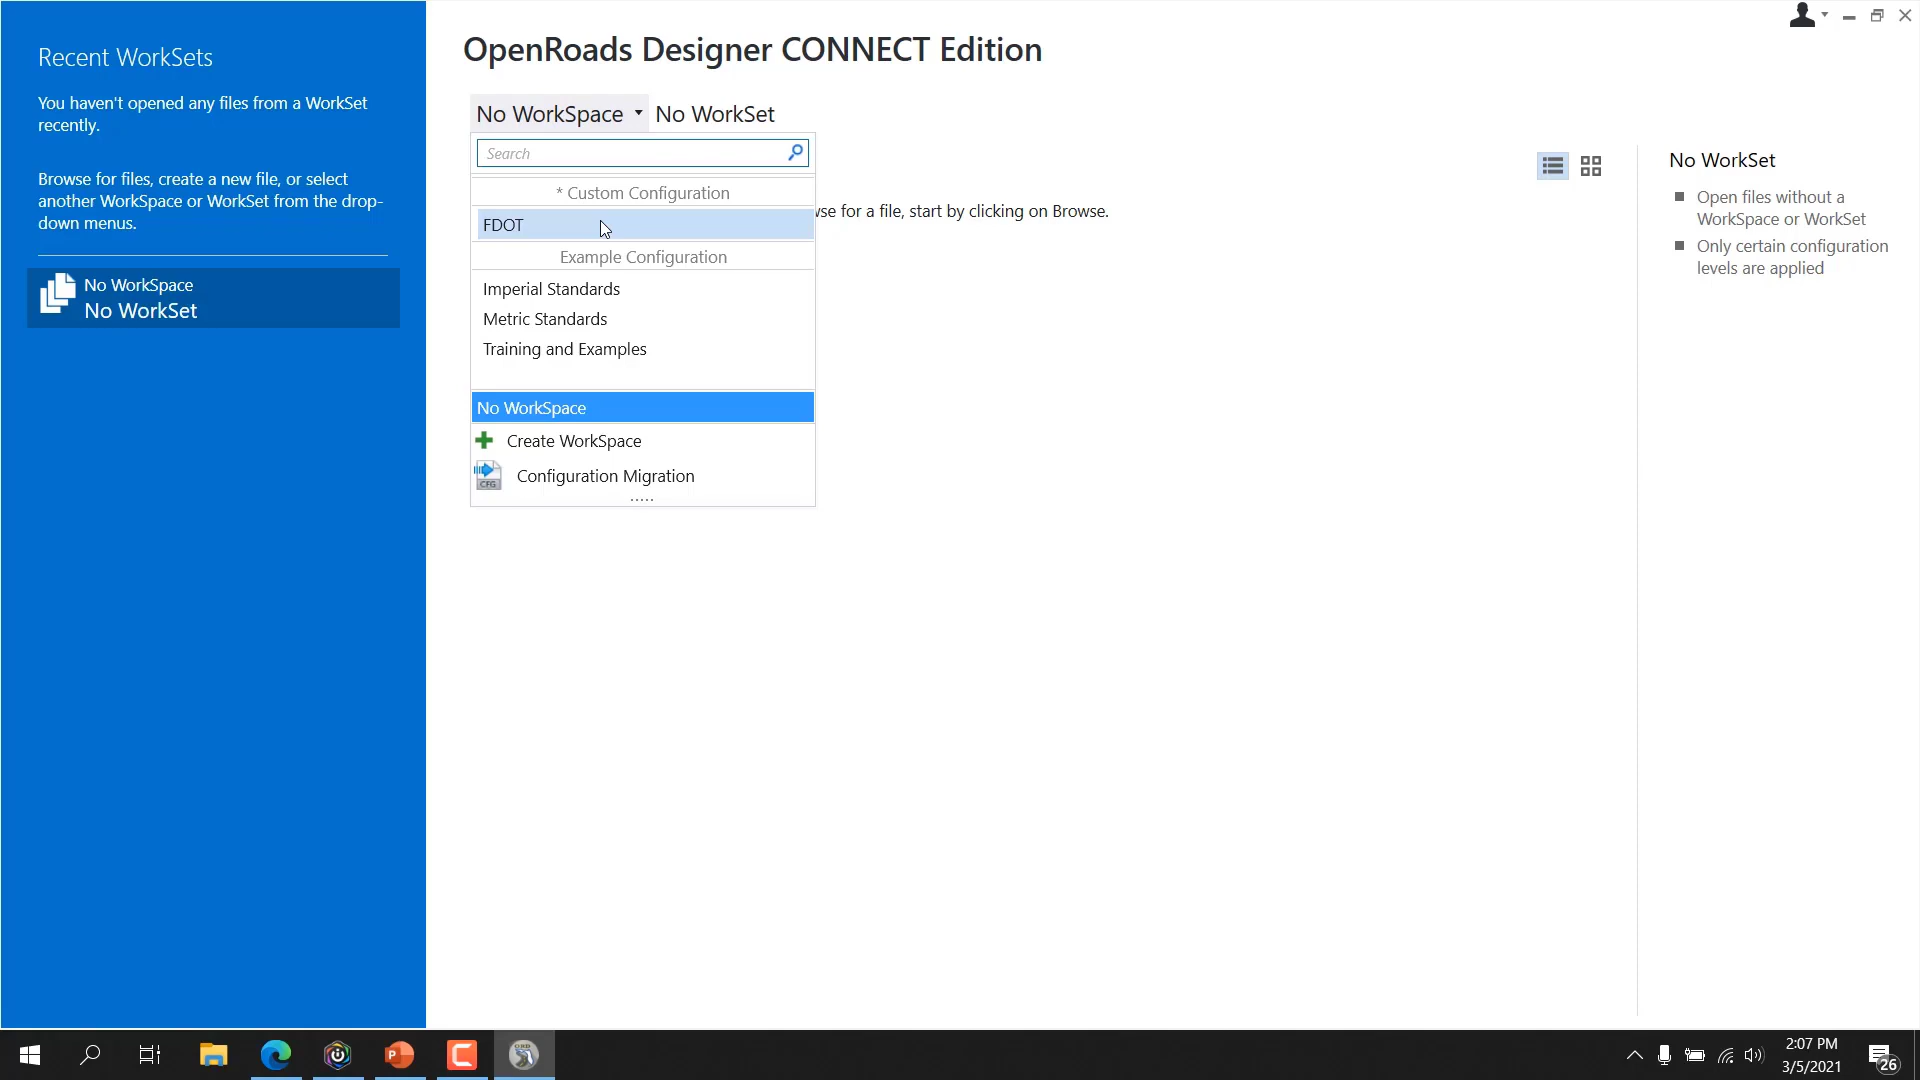 Recent WorkSets
You haven't opened any files from a WorkSet
recently.
Browse for files, create a new file, or select
another WorkSpace or WorkSet from the drop-
down menus.
No WorkSpace
No WorkSet
OpenRoads Designer CONNECT Edition
No WorkSpace No WorkSet
Search
* Custom Configuration
FDOT
Example Configuration
Imperial Standards
Metric Standards
Training and Examples
No WorkSpace
Create WorkSpace
CFG Configuration Migration
se for a file, start by clicking on Browse.
No WorkSet
Open files without a
WorkSpace or WorkSet
Only certain configuration
levels are applied
2:07 PM
3/5/2021
26